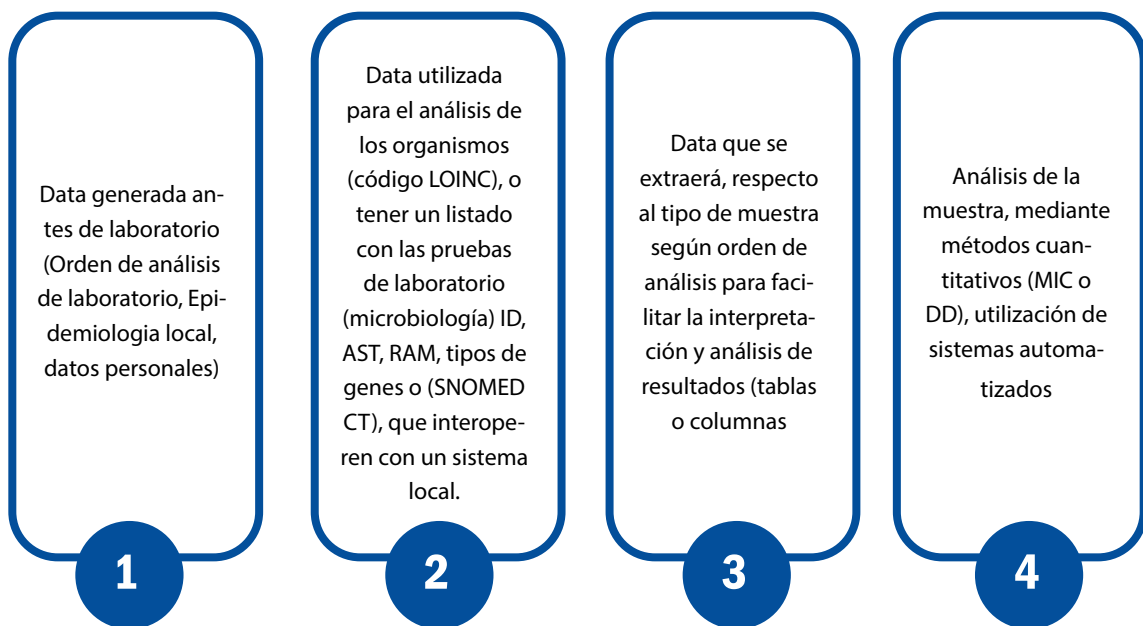 Data generada an-
tes de laboratorio
(Orden de análisis
de laboratorio, Epi-
demiologia local,
datos personales)
1
Data utilizada
para el análisis de
los organismos
(código LOINC), o
tener un listado
con las pruebas
de laboratorio
(microbiología) ID,
AST, RAM, tipos de
genes o (SNOMED
CT), que interope-
ren con un sistema
local.
2
Data que se
extraerá, respecto
al tipo de muestra
según orden de
análisis para faci-
litar la interpreta-
ción y análisis de
resultados (tablas
o columnas
3
Análisis de la
muestra, mediante
métodos cuan-
titativos (MIC o
DD), utilización de
sistemas automa-
tizados
4